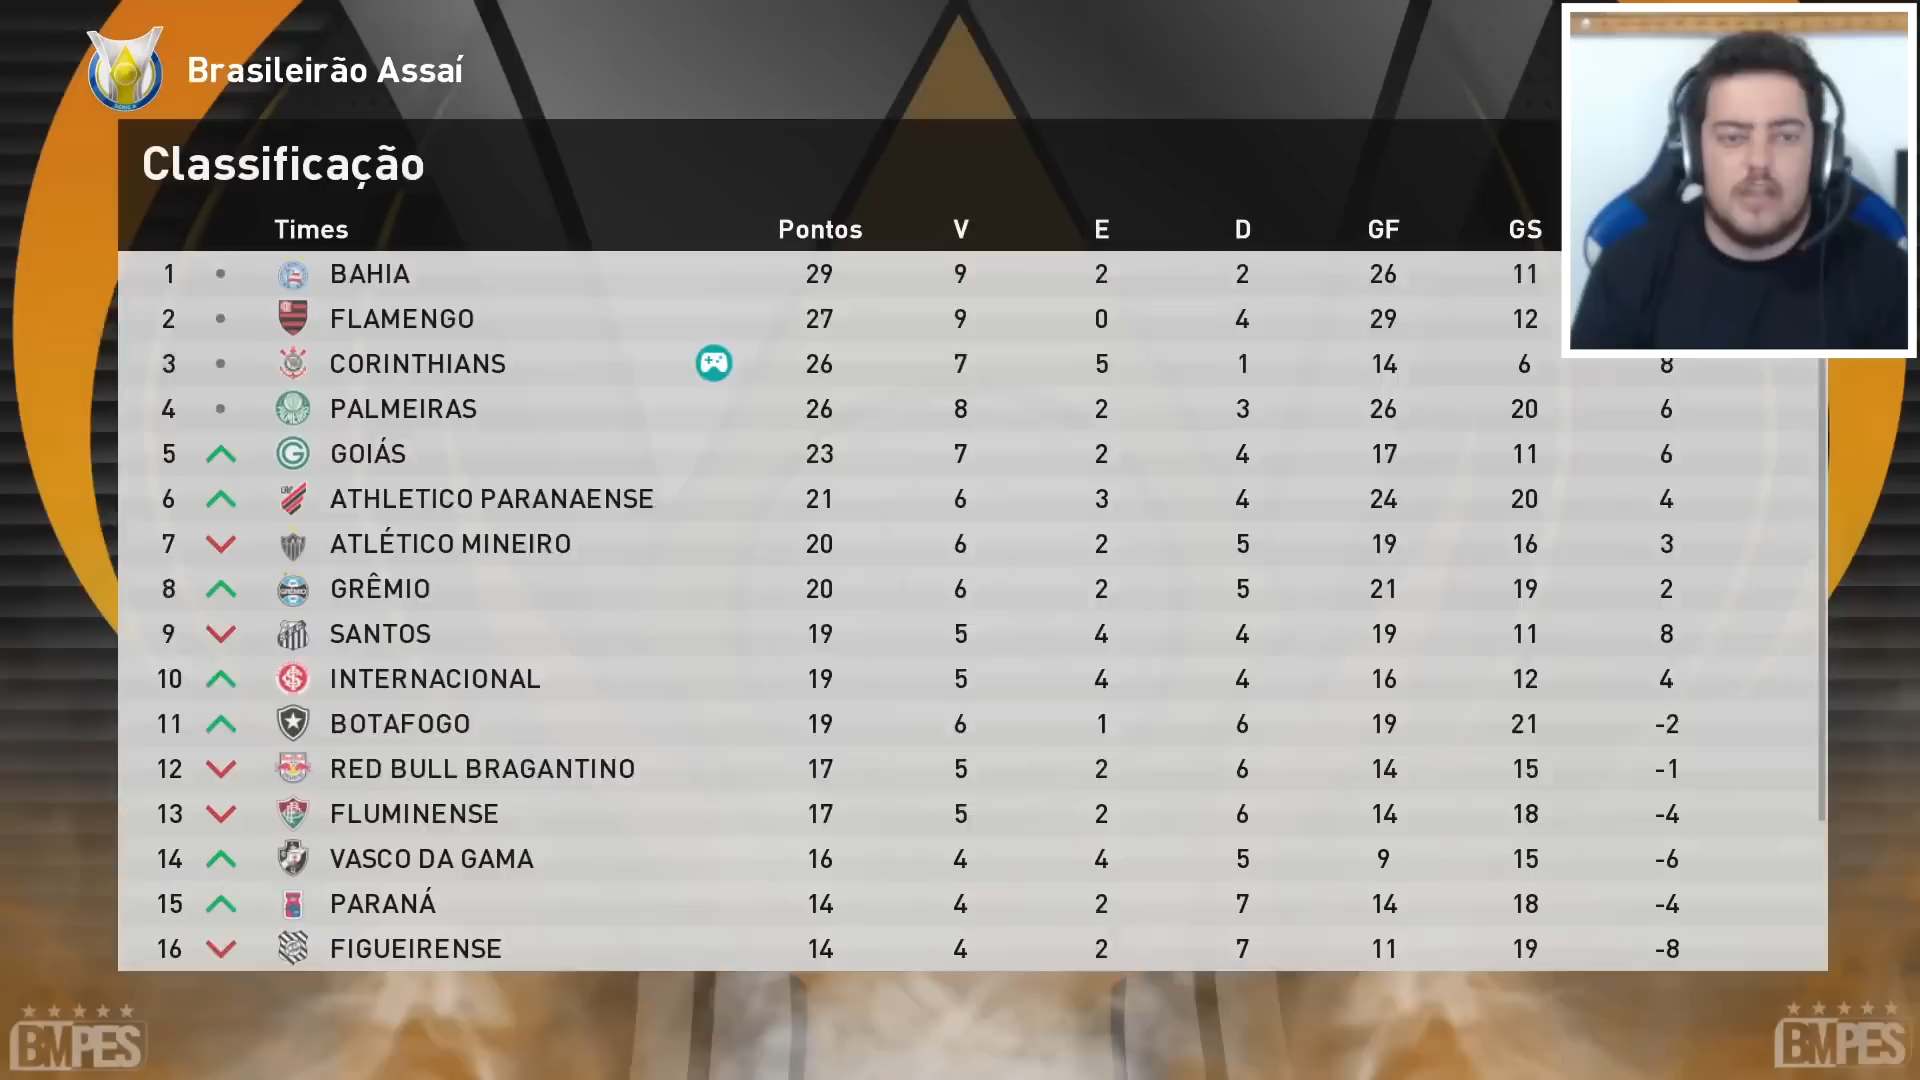 Brasileirão Assaí
Classificação
Times Pontos V E D GF GS
1 BAHIA 29 9 2 2 26 11
2 FLAMENGO 27 9 0 4 29 12
3 CORINTHIANS 26 7 5 1 14 6 8
4 PALMEIRAS 26 8 2 3 26 20 6
5 GOIÁS 23 7 2 4 17 11 6
6 ATHLETICO PARANAENSE 21 6 3 4 24 20 4
7 ATLÉTICO MINEIRO 20 6 2 5 19 16 3
8 GRÊMIO 20 6 2 5 21 19 2
9 SANTOS 19 5 4 4 19 11 8
10 INTERNACIONAL 19 5 4 4 16 12 4
11 BOTAFOGO 19 6 1 6 19 21 -2
12 RED BULL BRAGANTINO 17 5 2 6 14 15 -1
13 FLUMINENSE 17 5 2 6 14 18 -4
14 VASCO DA GAMA 16 4 4 5 9 15 -6
15 PARANÁ 14 4 2 7 14 18 -4
16 FIGUEIRENSE 14 4 2 7 11 19 -8
BMPES BMPES